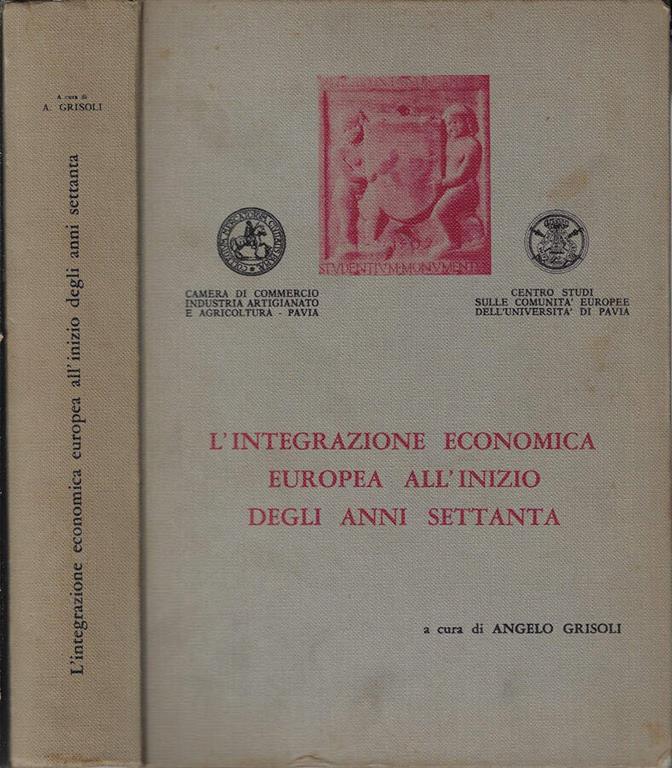 A cura di
A. GRISOLI
L'integrazione economica europea all'inizio degli anni settanta
STVDENTIVM·MONVMENT
CAMERA DI COMMERCIO
INDUSTRIA ARTIGIANATO
E AGRICOLTURA - PAVIA
CENTRO STUDI
SULLE COMUNITA' EUROPEE
DELL'UNIVERSITA' DI PAVIA
L'INTEGRAZIONE ECONOMICA
EUROPEA ALL'INIZIO
DEGLI ANNI SETTANTA
a cura di ANGELO GRISOLI